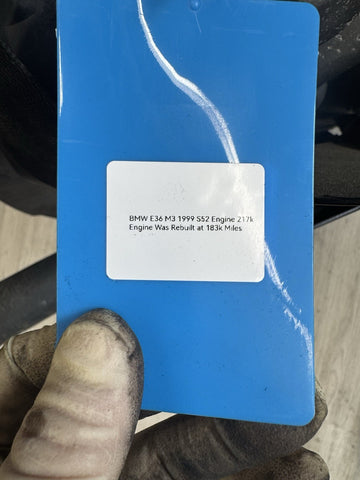 BMW E36 M3 1999 S52 Engine 217k
Engine Was Rebuilt at 183k Miles